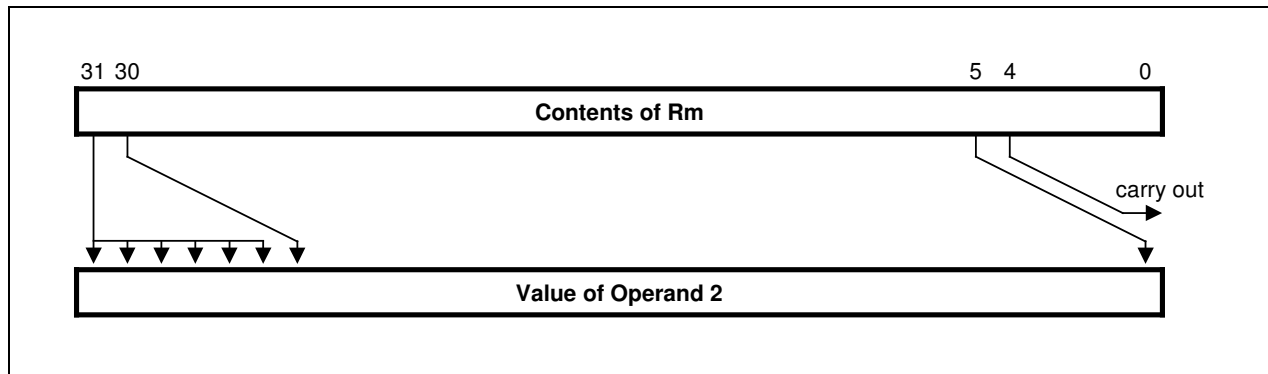 31 30 5 4 0
Contents of Rm
carry out
Value of Operand 2